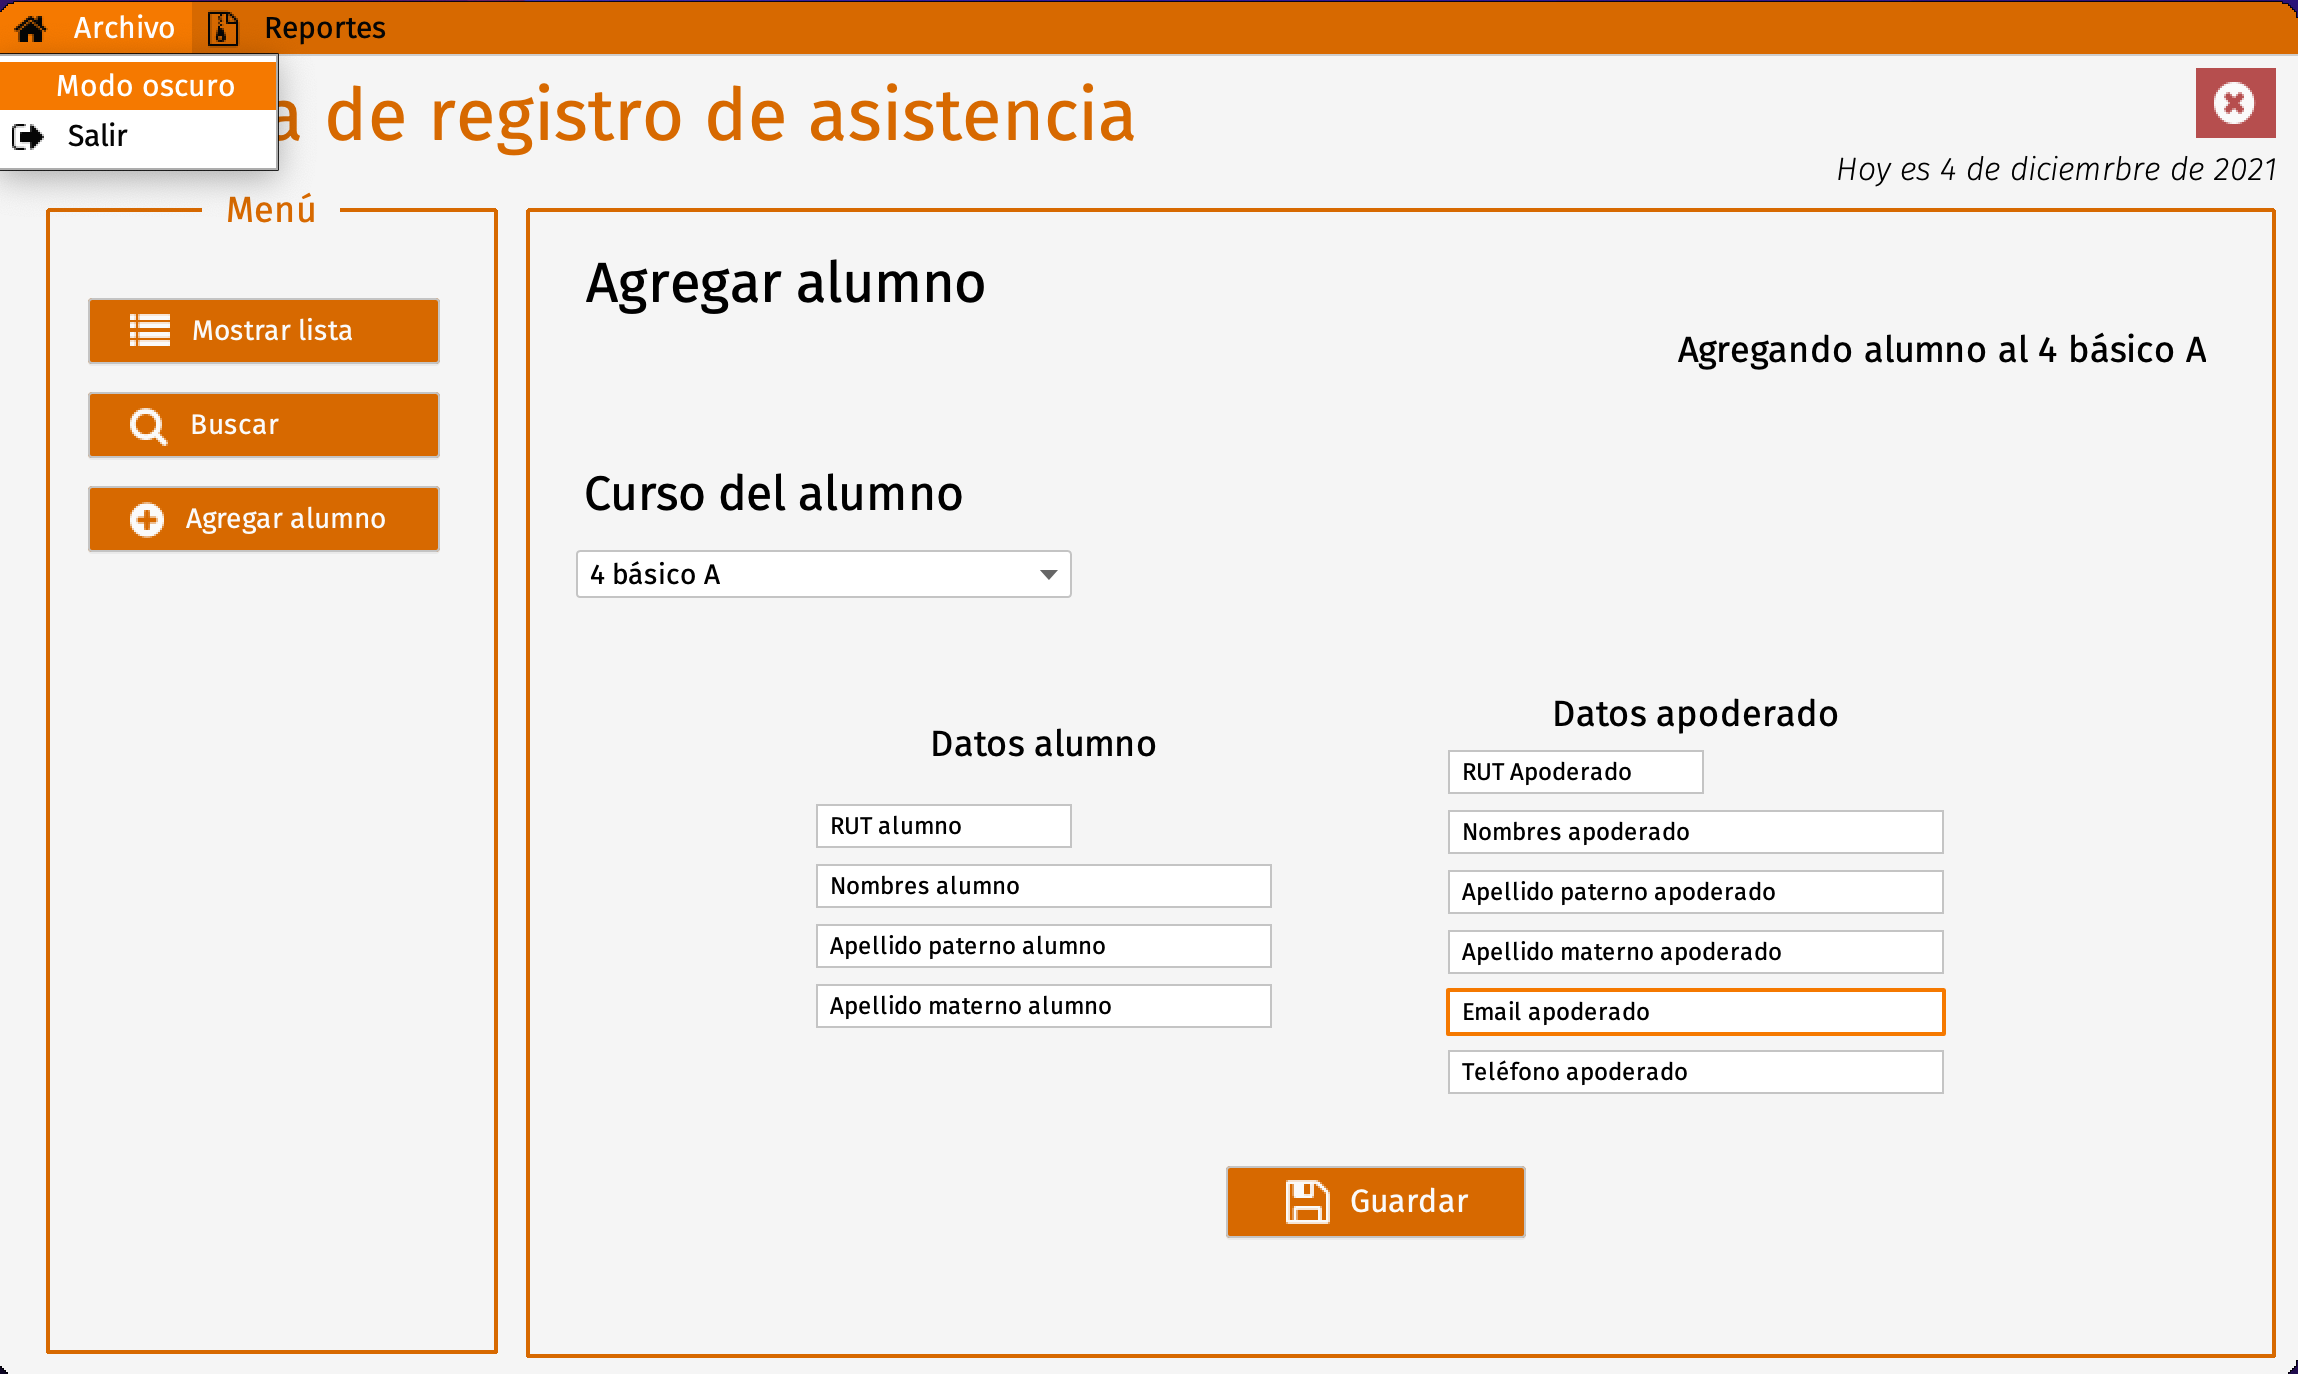 Archivo
Reportes
Modo oscuro
Salir
a de registro de asistencia
Hoy es 4 de diciemrbre de 2021
Menú
Mostrar lista
Buscar
Agregar alumno
Agregar alumno
Agregando alumno al 4 básico A
Curso del alumno
4 básico A
Datos alumno
RUT alumno
Nombres alumno
Apellido paterno alumno
Apellido materno alumno
Datos apoderado
RUT Apoderado
Nombres apoderado
Apellido paterno apoderado
Apellido materno apoderado
Email apoderado
Teléfono apoderado
Guardar